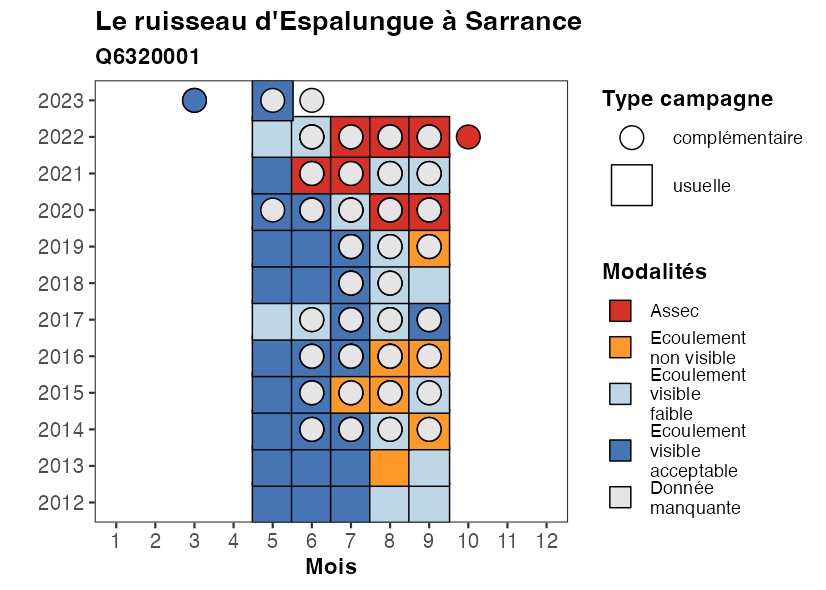 Le ruisseau d'Espalungue à Sarrance
Q6320001
2023
2022
2021
2020
2019
2018
2017
2016
2015
2014
2013
2012
1 2 3 4 5 6 7 8 9 10 11 12
Mois
Type campagne
complémentaire
usuelle
Modalités
Assec
Ecoulement
non visible
Ecoulement
visible
faible
Ecoulement
visible
acceptable
Donnée
manquante